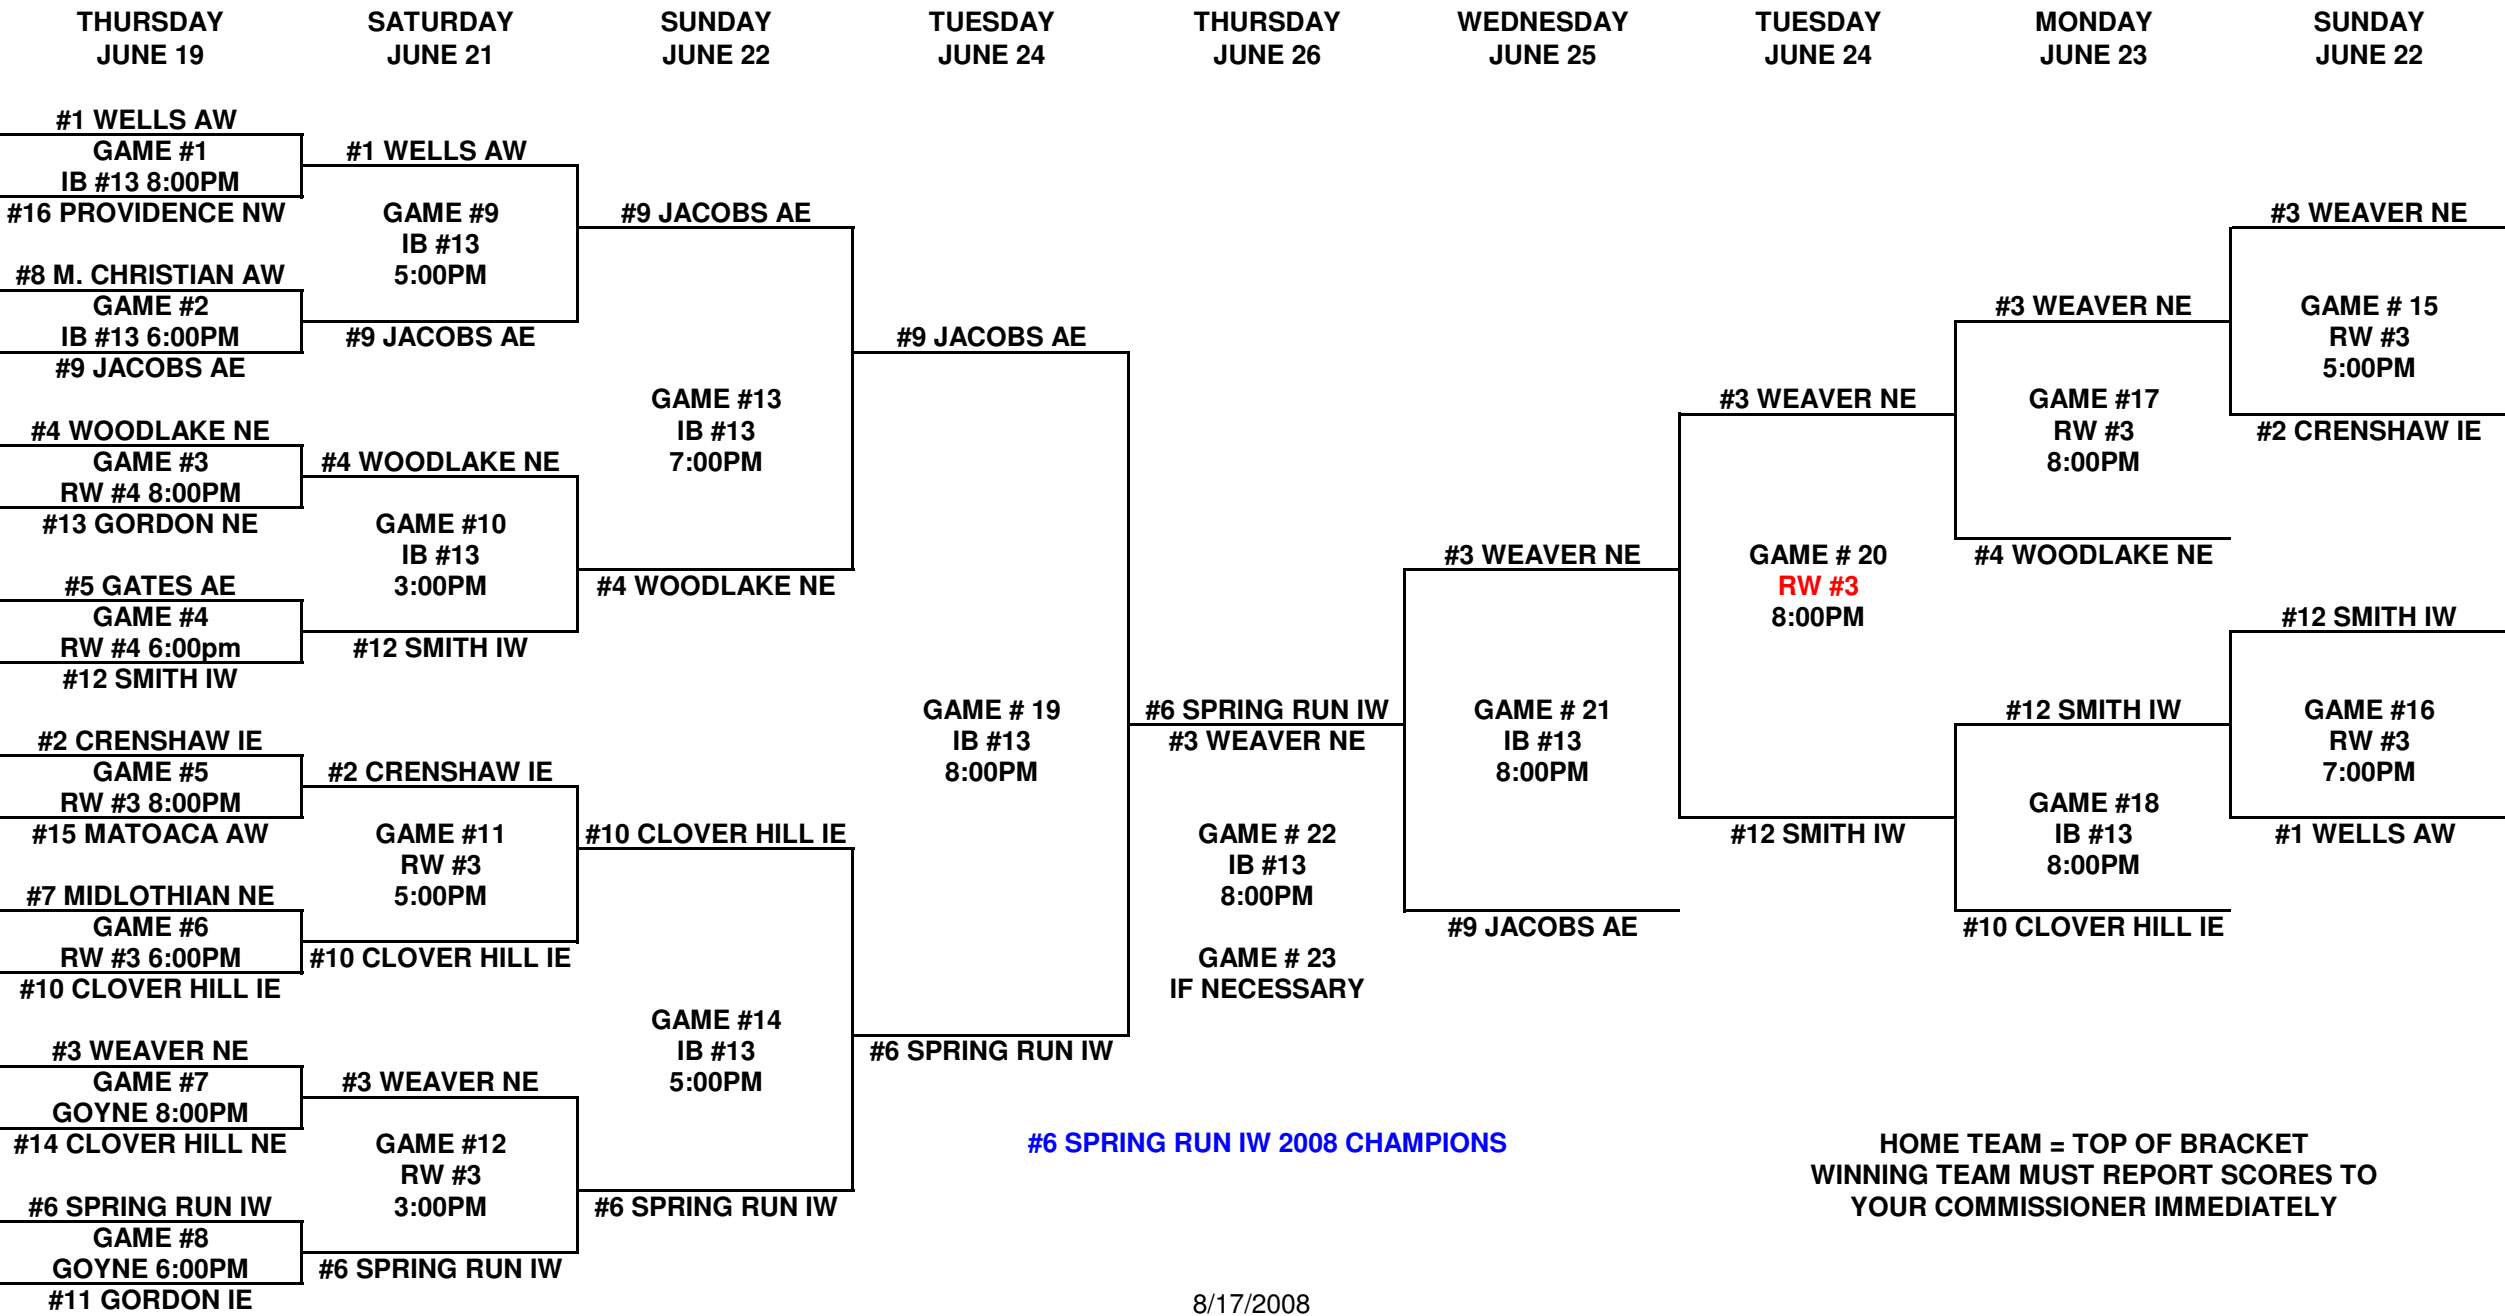 THURSDAY
JUNE 19
#1 WELLS AW
GAME #1
IB #13 8:00PM
#16 PROVIDENCE NW
#8 M. CHRISTIAN AW
GAME #2
IB #13 6:00PM
#9 JACOBS AE
#4 WOODLAKE NE
GAME #3
RW #4 8:00PM
#13 GORDON NE
#5 GATES AE
GAME #4
RW #4 6:00pm
#12 SMITH IW
#2 CRENSHAW IE
GAME #5
RW #3 8:00PM
#15 MATOACA AW
#7 MIDLOTHIAN NE
GAME #6
RW #3 6:00PM
#10 CLOVER HILL IE
#3 WEAVER NE
GAME #7
GOYNE 8:00PM
#14 CLOVER HILL NE
#6 SPRING RUN IW
GAME #8
GOYNE 6:00PM
#11 GORDON IE
SATURDAY
JUNE 21
#1 WELLS AW
GAME #9
IB #13
5:00PM
#9 JACOBS AE
#4 WOODLAKE NE
GAME #10
IB #13
3:00PM
#12 SMITH IW
#2 CRENSHAW IE
GAME #11
RW #3
5:00PM
#10 CLOVER HILL IE
#3 WEAVER NE
GAME #12
RW #3
3:00PM
#6 SPRING RUN IW
SUNDAY
JUNE 22
#9 JACOBS AE
GAME #13
IB #13
7:00PM
#4 WOODLAKE NE
#10 CLOVER HILL IE
GAME #14
IB #13
5:00PM
#6 SPRING RUN IW
TUESDAY
JUNE 24
#9 JACOBS AE
GAME # 19
IB #13
8:00PM
#6 SPRING RUN IW
THURSDAY
JUNE 26
#6 SPRING RUN IW
#3 WEAVER NE
GAME # 22
IB #13
8:00PM
GAME # 23
IF NECESSARY
#6 SPRING RUN IW 2008 CHAMPIONS
WEDNESDAY
JUNE 25
#3 WEAVER NE
GAME # 21
IB #13
8:00PM
#9 JACOBS AE
TUESDAY
JUNE 24
#3 WEAVER NE
GAME # 20
RW #3
8:00PM
#12 SMITH IW
MONDAY
JUNE 23
#3 WEAVER NE
GAME #17
RW #3
8:00PM
#4 WOODLAKE NE
#12 SMITH IW
GAME #18
IB #13
8:00PM
#10 CLOVER HILL IE
SUNDAY
JUNE 22
#3 WEAVER NE
GAME # 15
RW #3
5:00PM
#2 CRENSHAW IE
#12 SMITH IW
GAME #16
RW #3
7:00PM
#1 WELLS AW
HOME TEAM = TOP OF BRACKET
WINNING TEAM MUST REPORT SCORES TO
YOUR COMMISSIONER IMMEDIATELY
8/17/2008